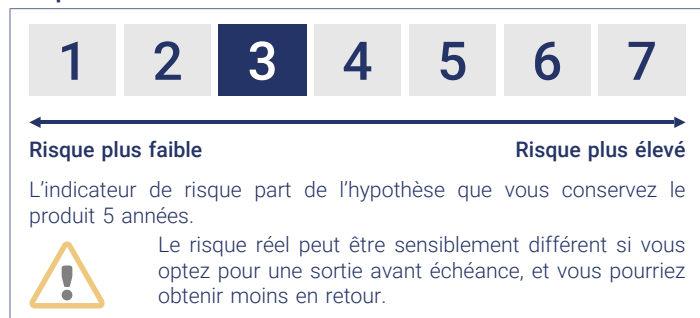 1 2 3 4 5 6 7
Risque plus faible Risque plus élevé
L'indicateur de risque part de l'hypothèse que vous conservez le
produit 5 années.
Le risque réel peut être sensiblement différent si vous
optez pour une sortie avant échéance, et vous pourriez
obtenir moins en retour.